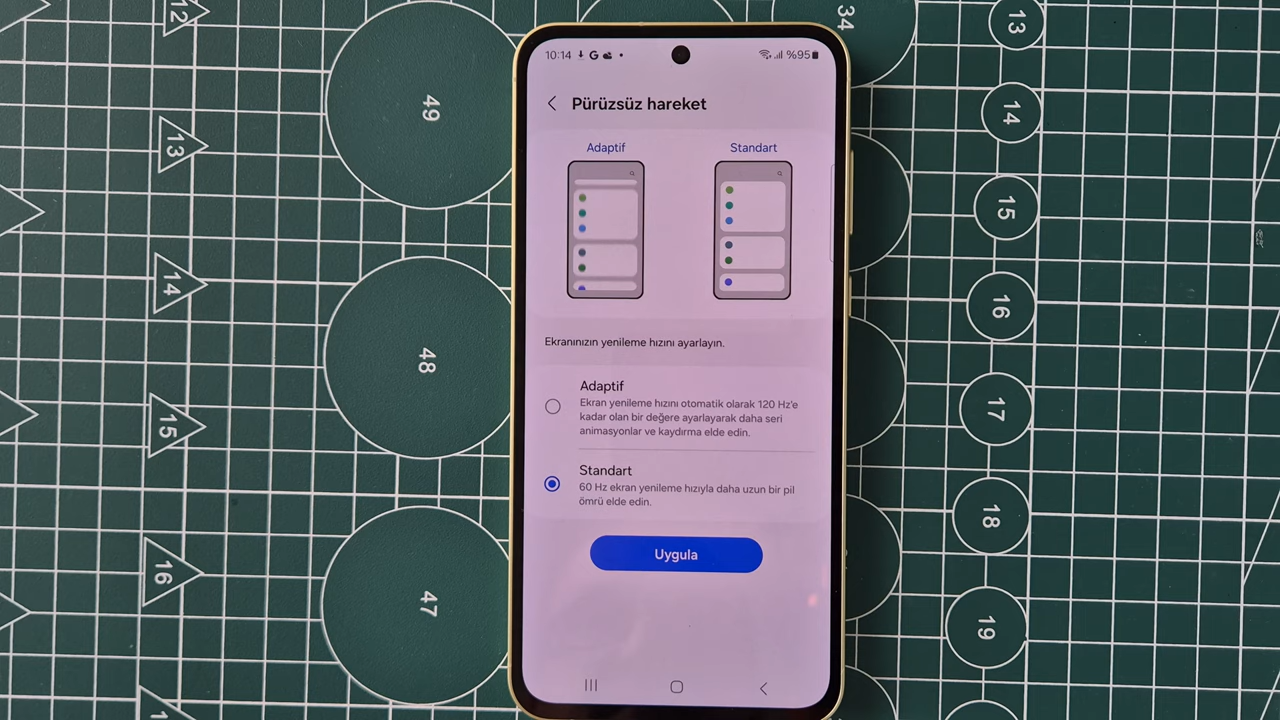 10:14
%95
Pürüzsüz hareket
Adaptif
Standart
Ekranınızın yenileme hızını ayarlayın.
Adaptif
Ekran yenileme hızını otomatik olarak 120 Hz'e
kadar olan bir değere ayarlayarak daha seri
animasyonlar ve kaydırma elde edin.
Standart
60 Hz ekran yenileme hızıyla daha uzun bir pil
ömrü elde edin.
Uygula
12
13
14
15
16
49
48
47
34
13
14
15
16
17
18
19